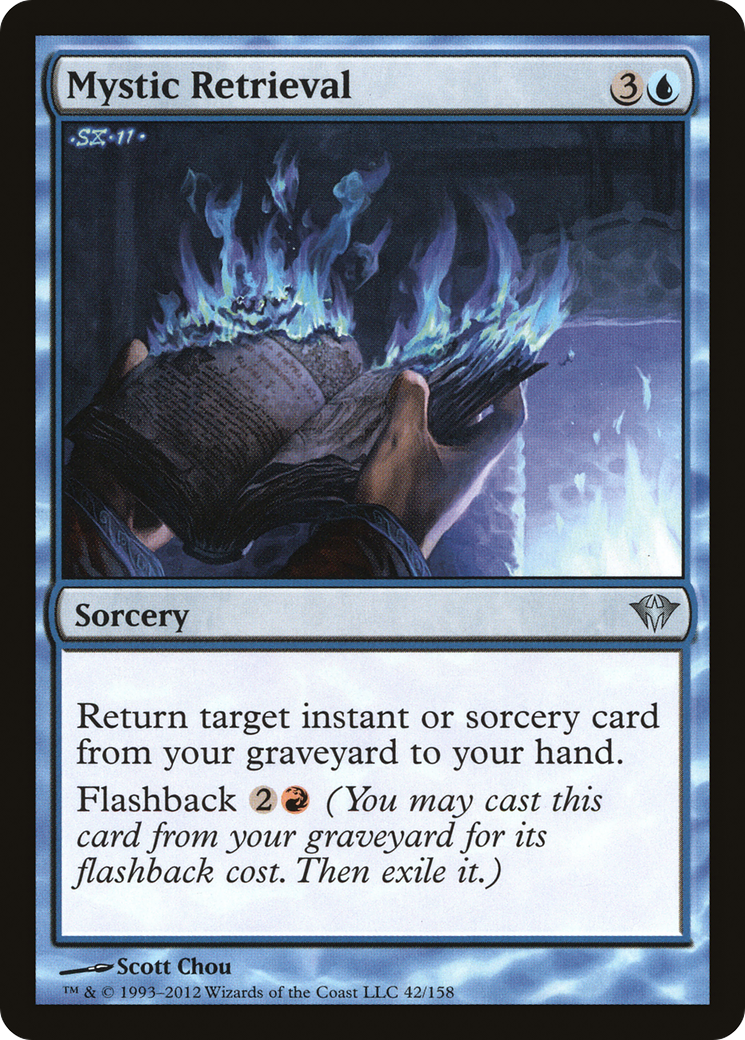 Mystic Retrieval 3
·SZ·11·
Sorcery
Return target instant or sorcery card
from your graveyard to your hand.
Flashback 2 (You may cast this
card from your graveyard for its
flashback cost. Then exile it.)
Scott Chou
™ & © 1993–2012 Wizards of the Coast LLC 42/158